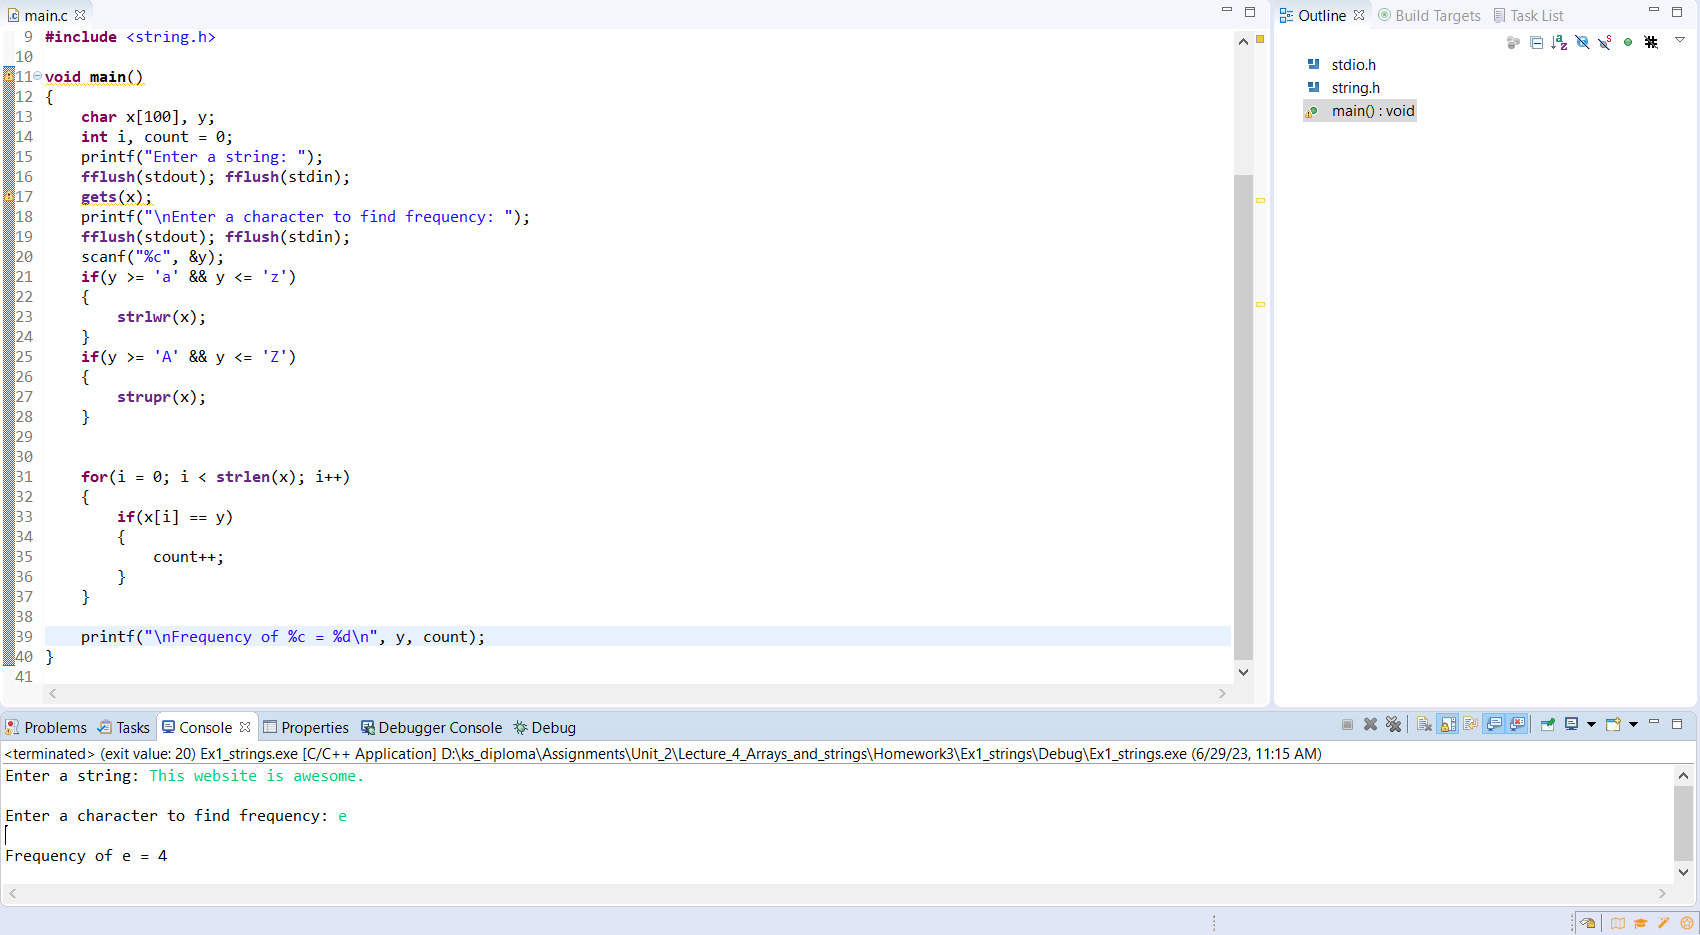 main.c
9 #include <string.h>
10
11 void main()
12 {
13     char x[100], y;
14     int i, count = 0;
15     printf("Enter a string: ");
16     fflush(stdout); fflush(stdin);
17     gets(x);
18     printf("\nEnter a character to find frequency: ");
19     fflush(stdout); fflush(stdin);
20     scanf("%c", &y);
21     if(y >= 'a' && y <= 'z')
22     {
23         strlwr(x);
24     }
25     if(y >= 'A' && y <= 'Z')
26     {
27         strupr(x);
28     }
29
30
31     for(i = 0; i < strlen(x); i++)
32     {
33         if(x[i] == y)
34         {
35             count++;
36         }
37     }
38
39     printf("\nFrequency of %c = %d\n", y, count);
40 }
41
Outline Build Targets Task List
stdio.h
string.h
main() : void
Problems Tasks Console Properties Debugger Console Debug
<terminated> (exit value: 20) Ex1_strings.exe [C/C++ Application] D:\ks_diploma\Assignments\Unit_2\Lecture_4_Arrays_and_strings\Homework3\Ex1_strings\Debug\Ex1_strings.exe (6/29/23, 11:15 AM)
Enter a string: This website is awesome.
Enter a character to find frequency: e
Frequency of e = 4